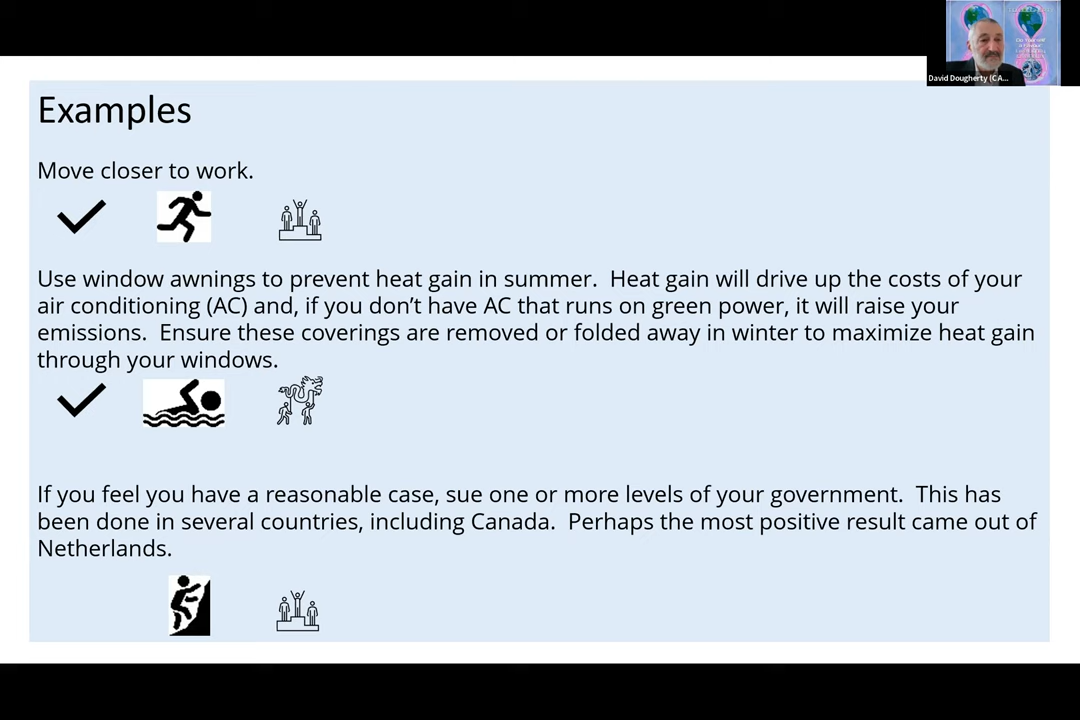 David Dougherty (CA...
Examples
Move closer to work.
Use window awnings to prevent heat gain in summer.  Heat gain will drive up the costs of your
air conditioning (AC) and, if you don’t have AC that runs on green power, it will raise your
emissions.  Ensure these coverings are removed or folded away in winter to maximize heat gain
through your windows.
If you feel you have a reasonable case, sue one or more levels of your government.  This has
been done in several countries, including Canada.  Perhaps the most positive result came out of
Netherlands.